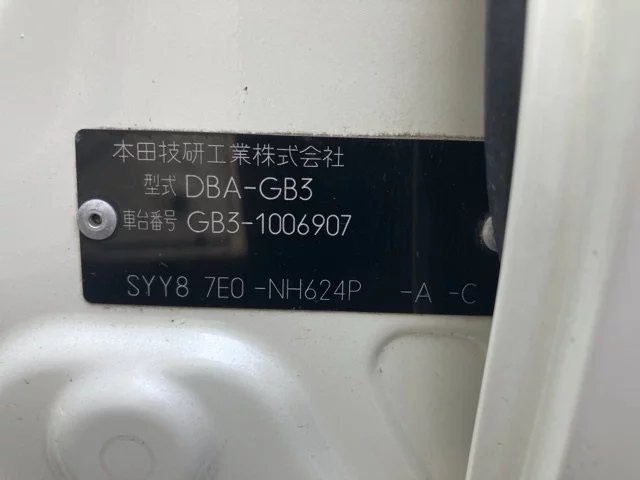 本田技研工業株式会社
型式 DBA-GB3
車台番号 GB3-1006907
SYY8 7E0 -NH624P -A -C